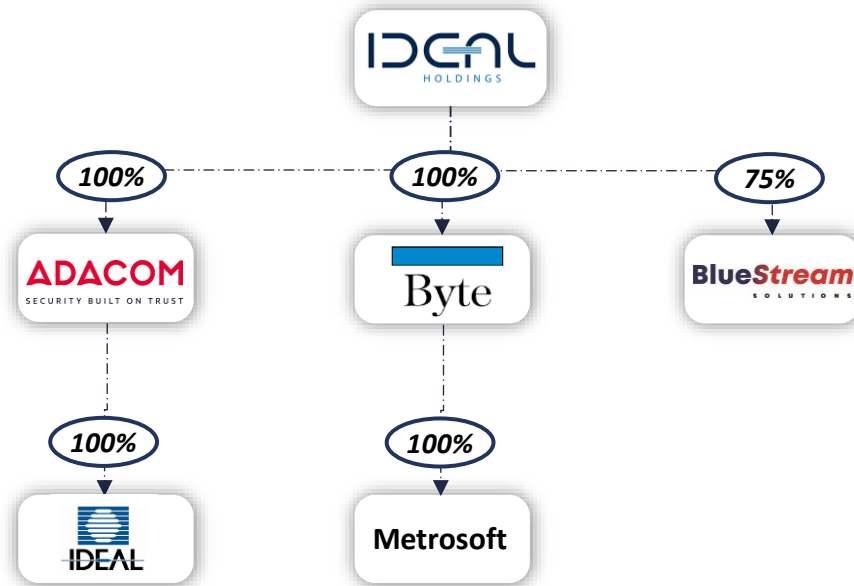 IDEAL
HOLDINGS
100%
100%
75%
ADACOM
SECURITY BUILT ON TRUST
Byte
BlueStream
SOLUTIONS
100%
100%
IDEAL
Metrosoft